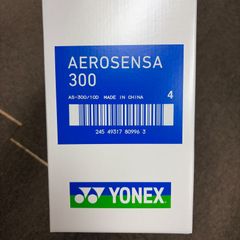 AEROSENSA
300
AS-300/10D MADE IN CHINA 4
245 49317 80996 3
YONEX